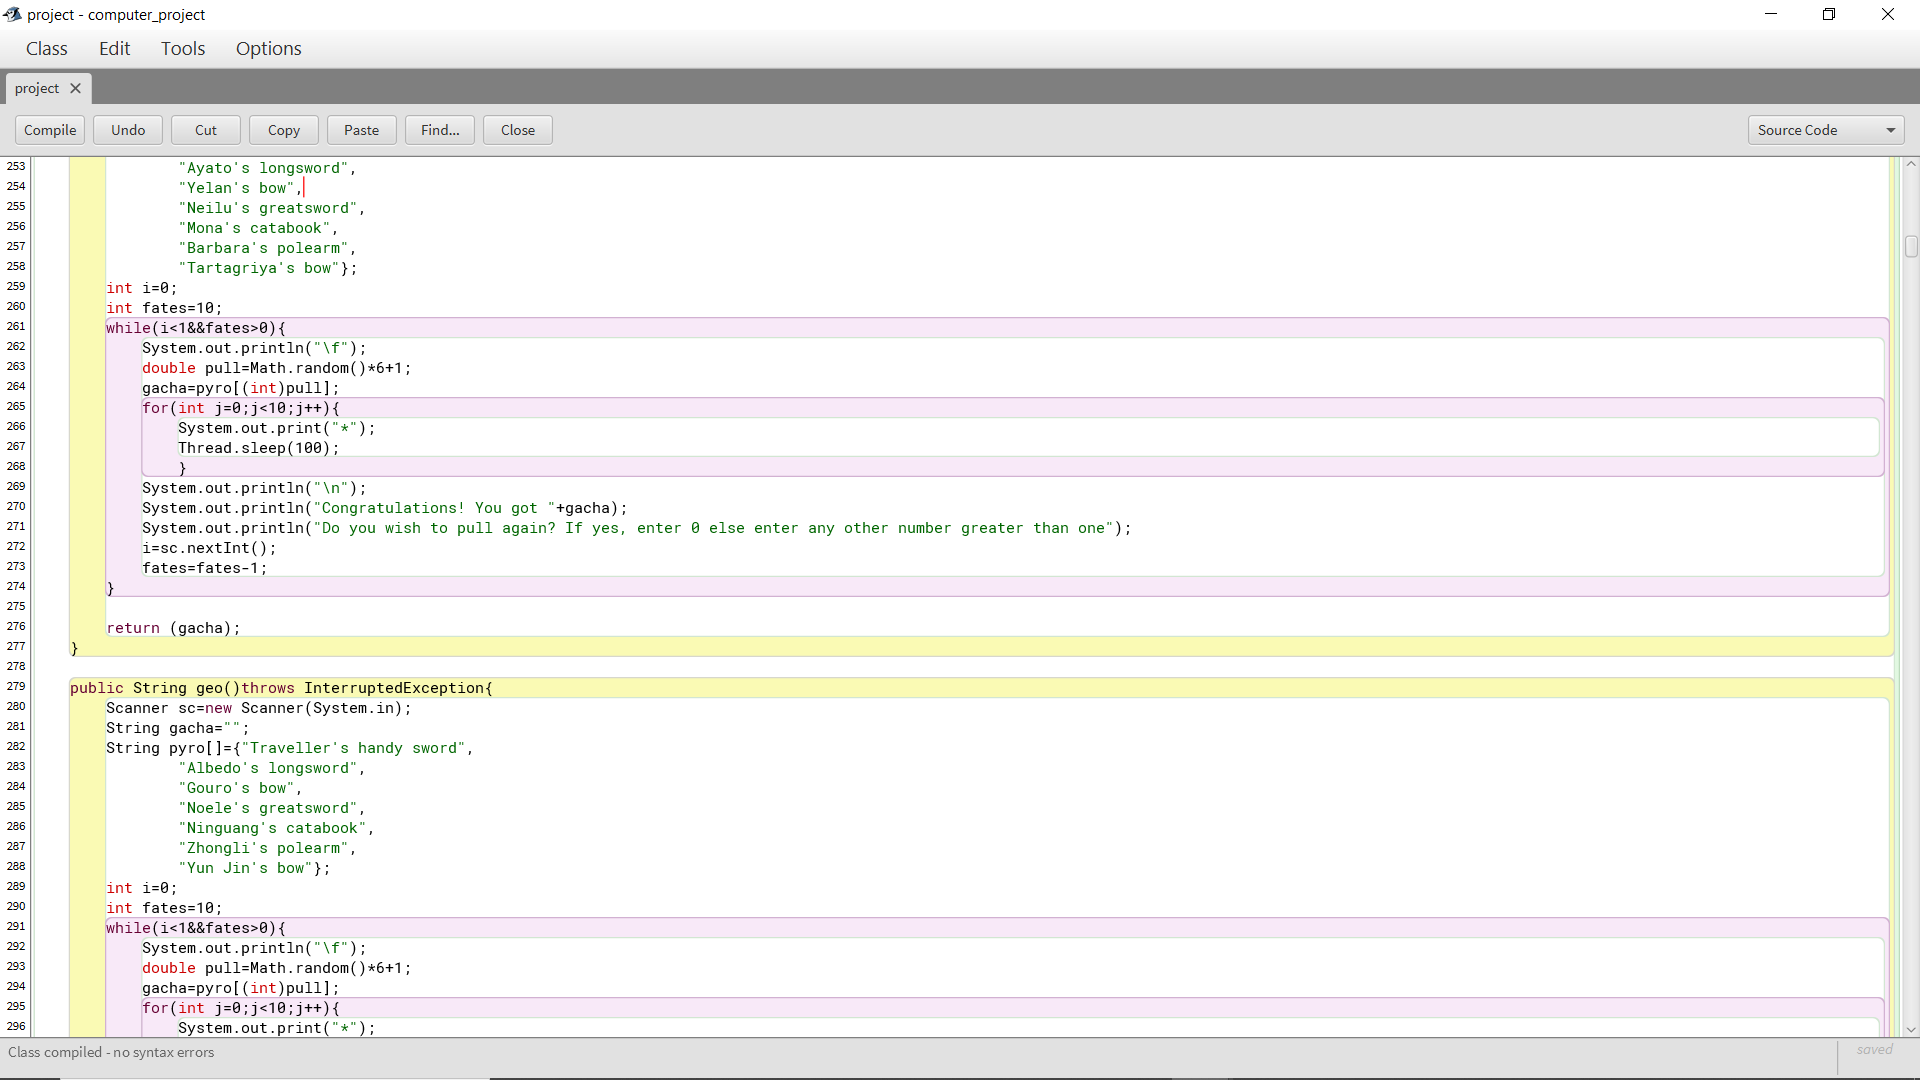 project - computer_project
Class Edit Tools Options
project
Compile Undo Cut Copy Paste Find... Close Source Code
253 "Ayato's longsword",
254 "Yelan's bow",
255 "Neilu's greatsword",
256 "Mona's catabook",
257 "Barbara's polearm",
258 "Tartagriya's bow"};
259 int i=0;
260 int fates=10;
261 while(i<1&&fates>0){
262 System.out.println("\f");
263 double pull=Math.random()*6+1;
264 gacha=pyro[(int)pull];
265 for(int j=0;j<10;j++){
266 System.out.print("*");
267 Thread.sleep(100);
268 }
269 System.out.println("\n");
270 System.out.println("Congratulations! You got "+gacha);
271 System.out.println("Do you wish to pull again? If yes, enter 0 else enter any other number greater than one");
272 i=sc.nextInt();
273 fates=fates-1;
274 }
275
276 return (gacha);
277 }
278
279 public String geo()throws InterruptedException{
280 Scanner sc=new Scanner(System.in);
281 String gacha="";
282 String pyro[]={"Traveller's handy sword",
283 "Albedo's longsword",
284 "Gouro's bow",
285 "Noele's greatsword",
286 "Ninguang's catabook",
287 "Zhongli's polearm",
288 "Yun Jin's bow"};
289 int i=0;
290 int fates=10;
291 while(i<1&&fates>0){
292 System.out.println("\f");
293 double pull=Math.random()*6+1;
294 gacha=pyro[(int)pull];
295 for(int j=0;j<10;j++){
296 System.out.print("*");
Class compiled - no syntax errors
saved